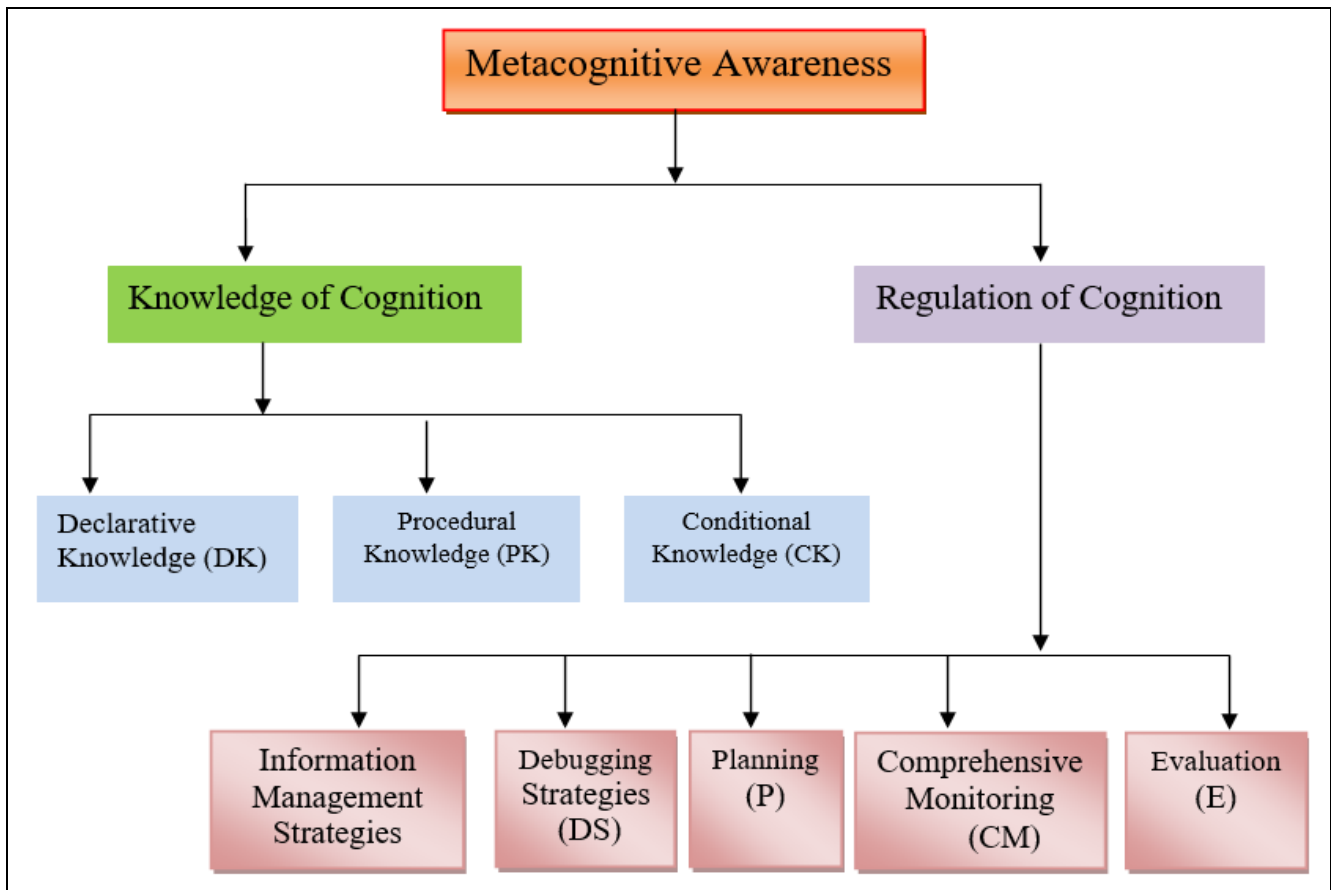 Metacognitive Awareness
Knowledge of Cognition
Regulation of Cognition
Declarative
Knowledge (DK)
Procedural
Knowledge (PK)
Conditional
Knowledge (CK)
Information
Management
Strategies
Debugging
Strategies
(DS)
Planning
(P)
Comprehensive
Monitoring
(CM)
Evaluation
(E)